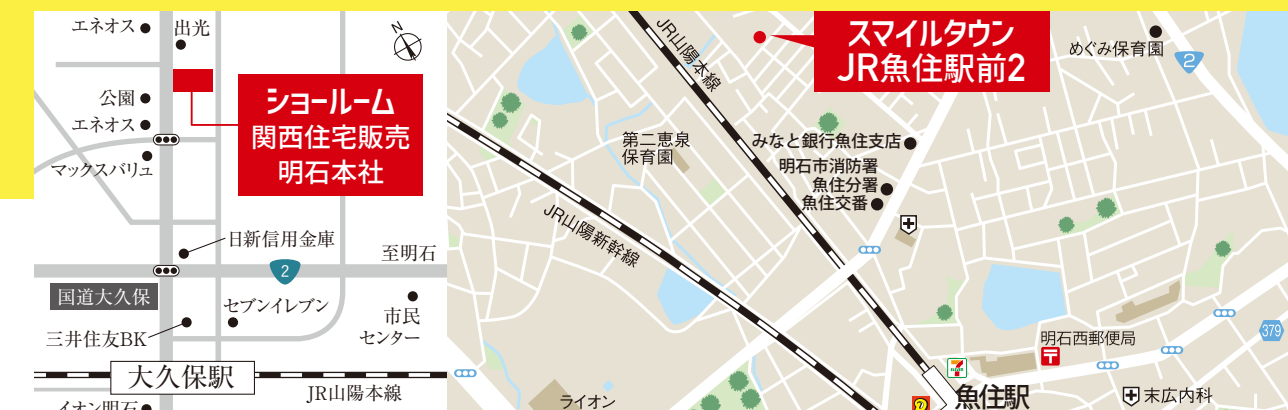 エネオス
出光
N
公園
エネオス
マックスバリュ
ショールーム
関西住宅販売
明石本社
日新信用金庫
至明石
2
国道大久保
セブンイレブン
市民
センター
三井住友BK
大久保駅
JR山陽本線
イオン明石
JR山陽本線
スマイルタウン
JR魚住駅前2
めぐみ保育園
2
第二恵泉
保育園
みなと銀行魚住支店
明石市消防署
魚住分署
魚住交番
JR山陽新幹線
379
明石西郵便局
7
魚住駅
末広内科
ライオン